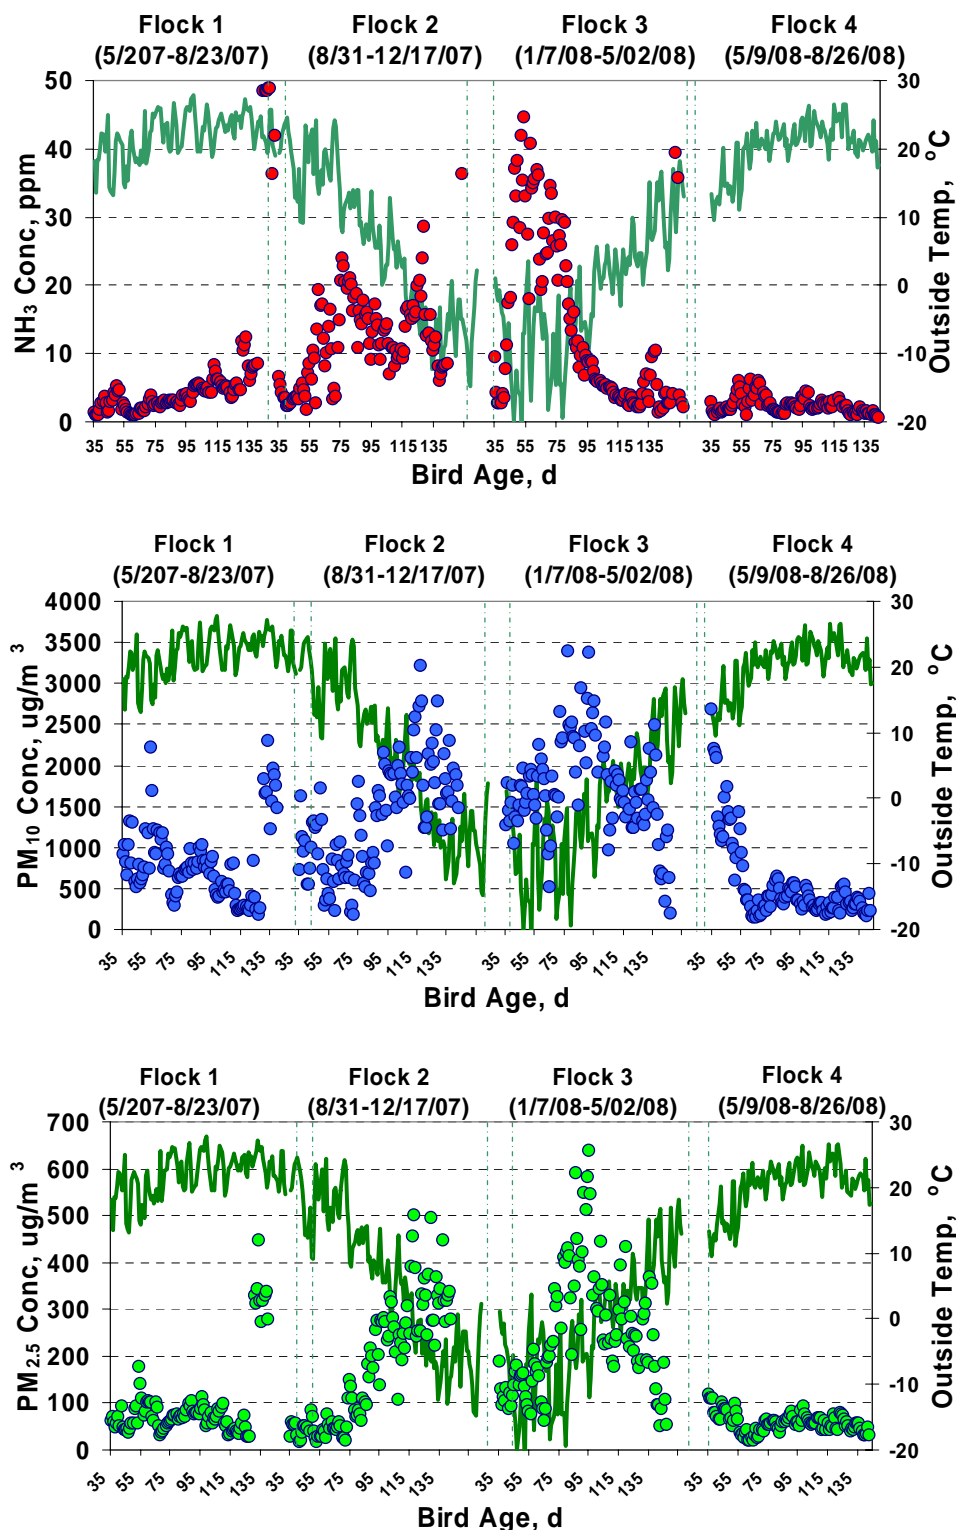 Flock 1 Flock 2 Flock 3 Flock 4
(5/207-8/23/07) (8/31-12/17/07) (1/7/08-5/02/08) (5/9/08-8/26/08)
NH3 Conc, ppm
50
40
30
20
10
0
30
20
10
0
-10
-20
Outside Temp, °C
35 55 75 95 115 135 35 55 75 95 115 135 35 55 75 95 115 135 35 55 75 95 115 135
Bird Age, d
Flock 1 Flock 2 Flock 3 Flock 4
(5/207-8/23/07) (8/31-12/17/07) (1/7/08-5/02/08) (5/9/08-8/26/08)
PM10 Conc, ug/m3
4000
3500
3000
2500
2000
1500
1000
500
0
30
20
10
0
-10
-20
Outside Temp, °C
35 55 75 95 115 135 35 55 75 95 115 135 35 55 75 95 115 135 35 55 75 95 115 135
Bird Age, d
Flock 1 Flock 2 Flock 3 Flock 4
(5/207-8/23/07) (8/31-12/17/07) (1/7/08-5/02/08) (5/9/08-8/26/08)
PM2.5 Conc, ug/m3
700
600
500
400
300
200
100
0
30
20
10
0
-10
-20
Outside Temp, °C
35 55 75 95 115 135 35 55 75 95 115 135 35 55 75 95 115 135 35 55 75 95 115 135
Bird Age, d